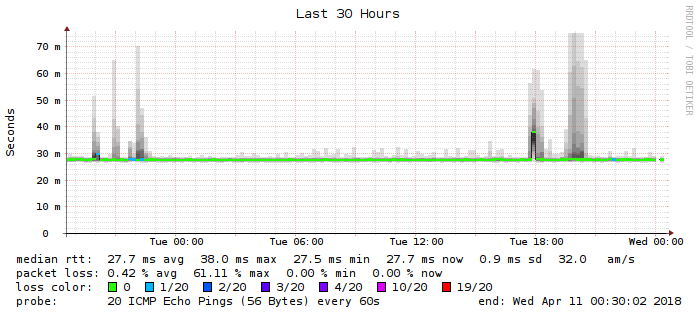 Last 30 Hours
RRDTOOL / TOBI OETIKER
Seconds
70 m
60 m
50 m
40 m
30 m
20 m
10 m
0
Tue 00:00 Tue 06:00 Tue 12:00 Tue 18:00 Wed 00:00
median rtt: 27.7 ms avg 38.0 ms max 27.5 ms min 27.7 ms now 0.9 ms sd 32.0 am/s
packet loss: 0.42 % avg 61.11 % max 0.00 % min 0.00 % now
loss color: 0 1/20 2/20 3/20 4/20 10/20 19/20
probe: 20 ICMP Echo Pings (56 Bytes) every 60s end: Wed Apr 11 00:30:02 2018